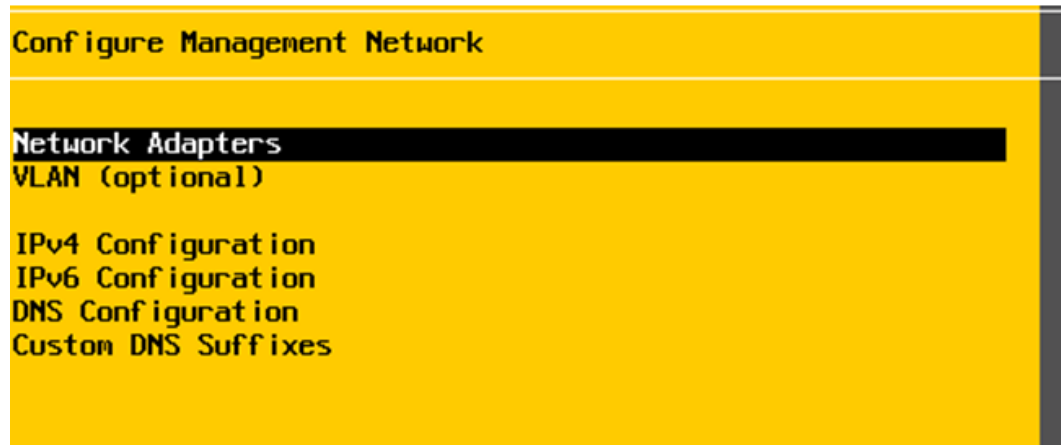 Configure Management Network
Network Adapters
VLAN (optional)
IPv4 Configuration
IPv6 Configuration
DNS Configuration
Custom DNS Suffixes